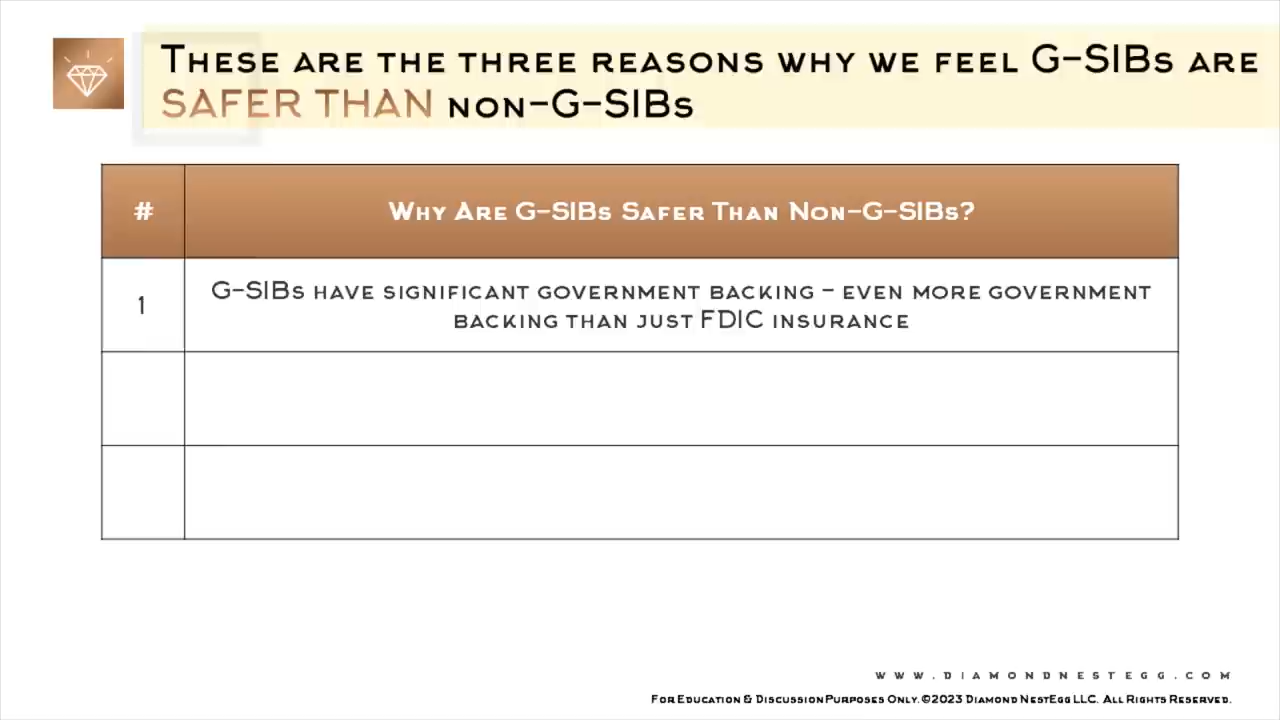 These are the three reasons why we feel G-SIBs are
safer than non-G-SIBs
#
Why Are G-SIBs Safer Than Non-G-SIBs?
1
G-SIBs have significant government backing – even more government
backing than just FDIC insurance
www.diamondnestegg.com
For Education & Discussion Purposes Only. ©2023 Diamond NestEgg LLC. All Rights Reserved.